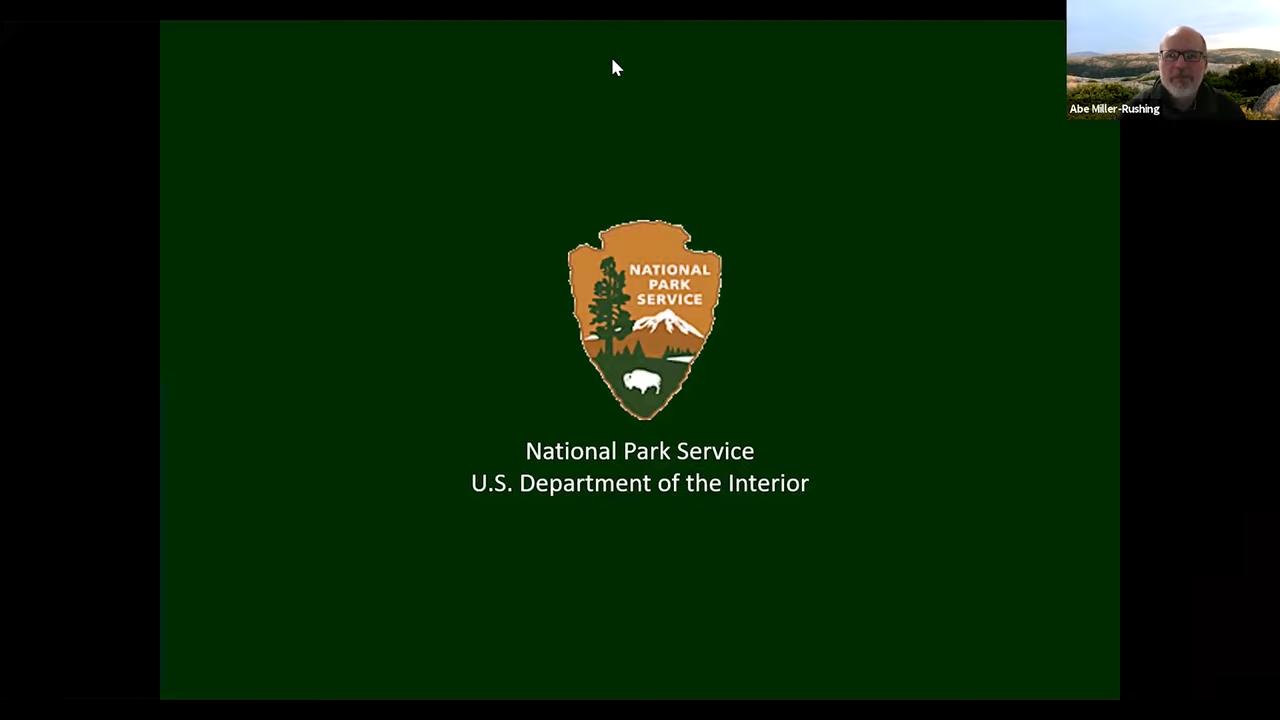 Abe Miller-Rushing
NATIONAL
PARK
SERVICE
National Park Service
U.S. Department of the Interior